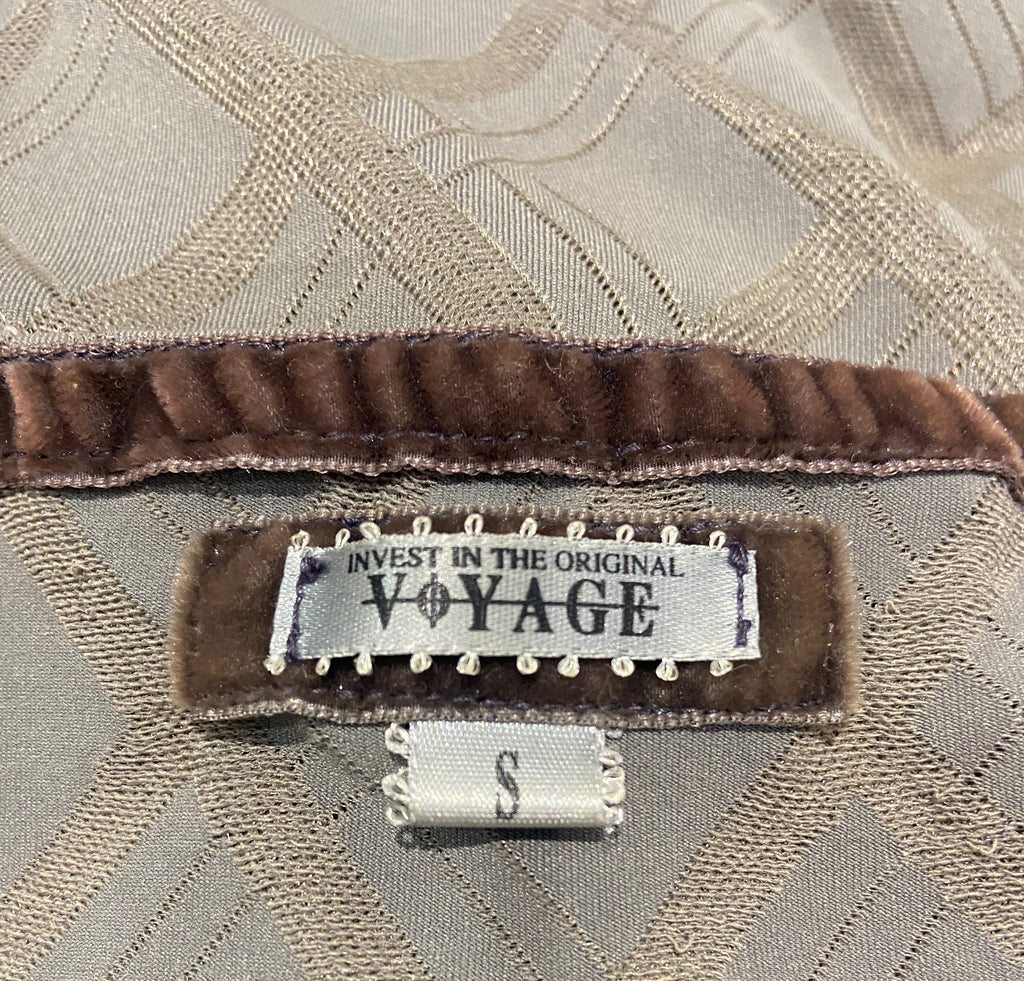 INVEST IN THE ORIGINAL
VOYAGE
S